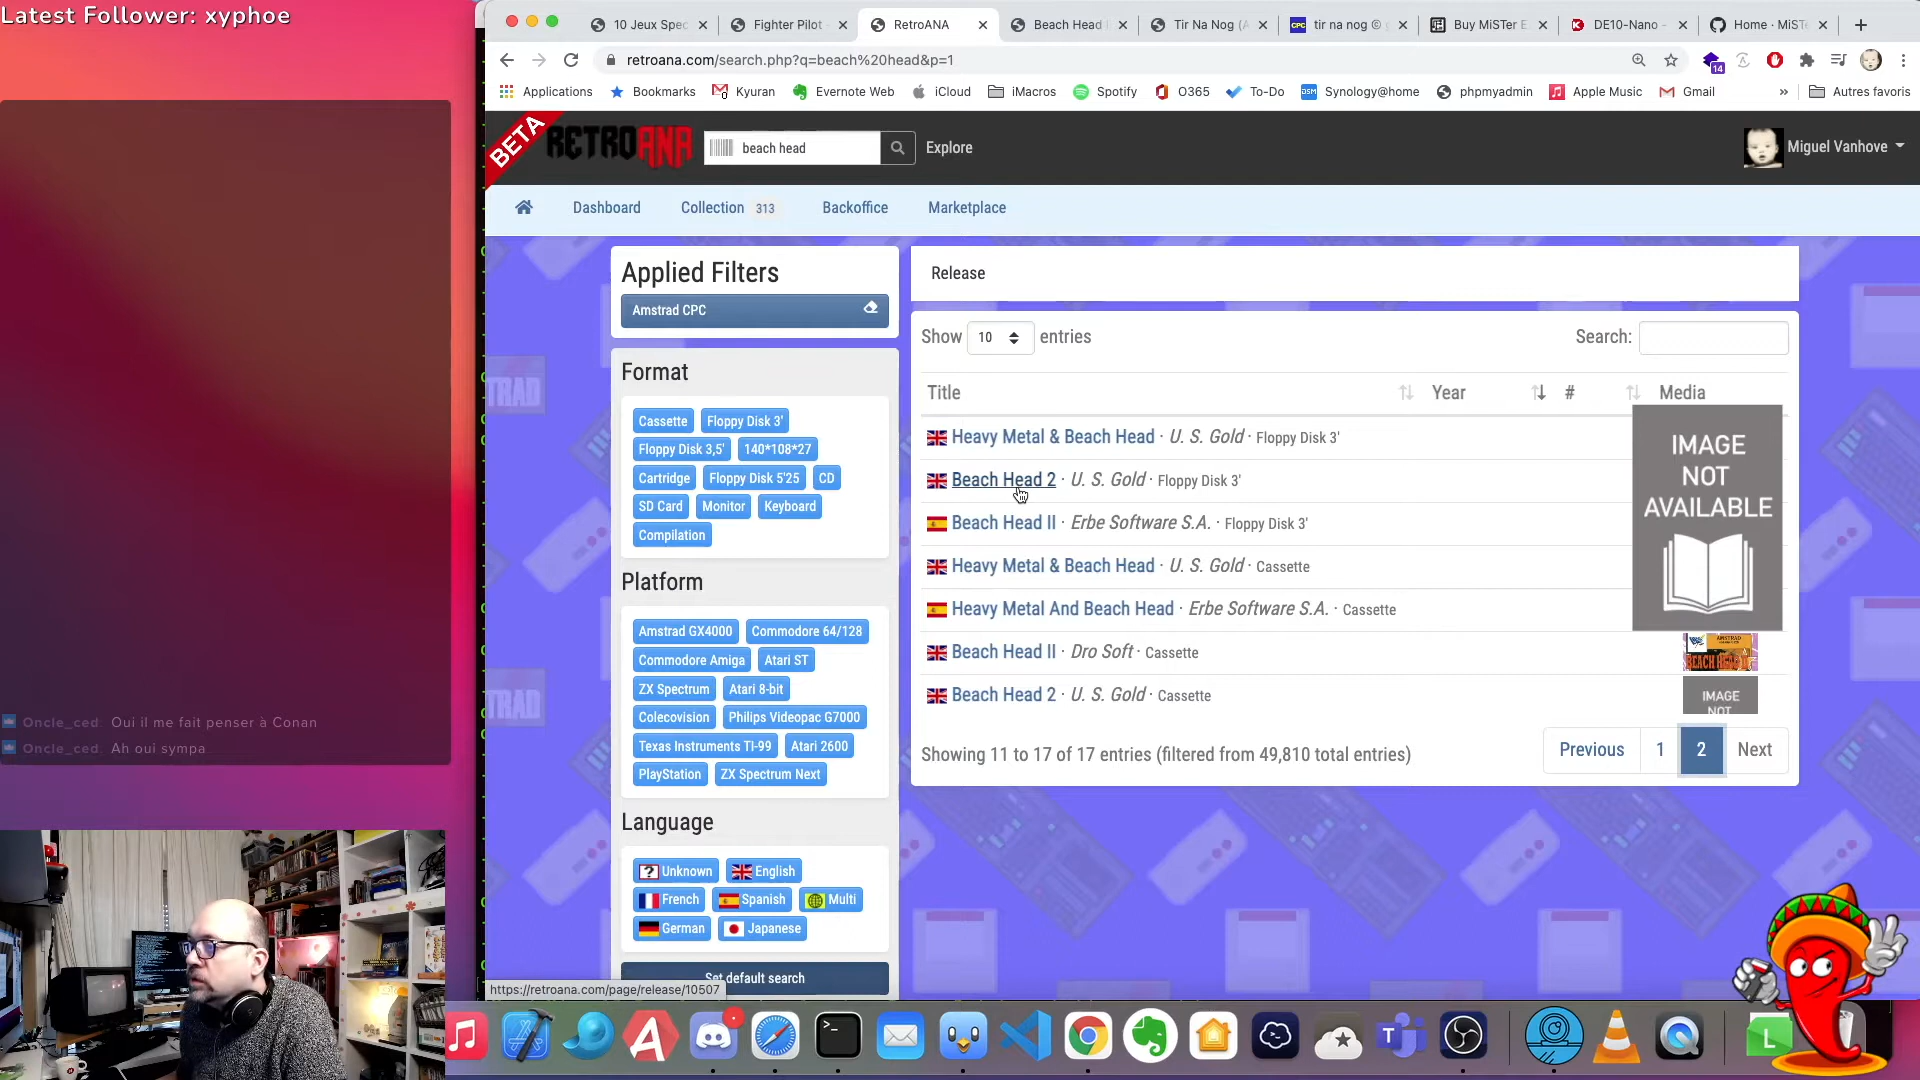 Latest Follower: xyphoe
10 Jeux Spec
Fighter Pilot -
RetroANA
Beach Head
Tir Na Nog (A
tir na nog ©
Buy MiSTer E
DE10-Nano -
Home · MiST
retroana.com/search.php?q=beach%20head&p=1
14
Applications
Bookmarks
Kyuran
Evernote Web
iCloud
iMacros
Spotify
O365
To-Do
Synology@home
phpmyadmin
Apple Music
Gmail
»
Autres favoris
BETA
RETROANA
beach head
Explore
Miguel Vanhove
Dashboard
Collection 313
Backoffice
Marketplace
Applied Filters
Amstrad CPC
Format
Cassette
Floppy Disk 3'
Floppy Disk 3,5'
140*108*27
Cartridge
Floppy Disk 5'25
CD
SD Card
Monitor
Keyboard
Compilation
Platform
Amstrad GX4000
Commodore 64/128
Commodore Amiga
Atari ST
ZX Spectrum
Atari 8-bit
Colecovision
Philips Videopac G7000
Texas Instruments TI-99
Atari 2600
PlayStation
ZX Spectrum Next
Language
Unknown
English
French
Spanish
Multi
German
Japanese
Set default search
Release
Show 10 entries
Search:
Title
Year
#
Media
Heavy Metal & Beach Head · U. S. Gold · Floppy Disk 3'
Beach Head 2 · U. S. Gold · Floppy Disk 3'
Beach Head II · Erbe Software S.A. · Floppy Disk 3'
Heavy Metal & Beach Head · U. S. Gold · Cassette
Heavy Metal And Beach Head · Erbe Software S.A. · Cassette
Beach Head II · Dro Soft · Cassette
Beach Head 2 · U. S. Gold · Cassette
IMAGE
NOT
AVAILABLE
AMSTRAD
BEACH HEAD II
IMAGE
NOT
Showing 11 to 17 of 17 entries (filtered from 49,810 total entries)
Previous
1
2
Next
Oncle_ced: Oui il me fait penser à Conan
Oncle_ced: Ah oui sympa
https://retroana.com/page/release/10507